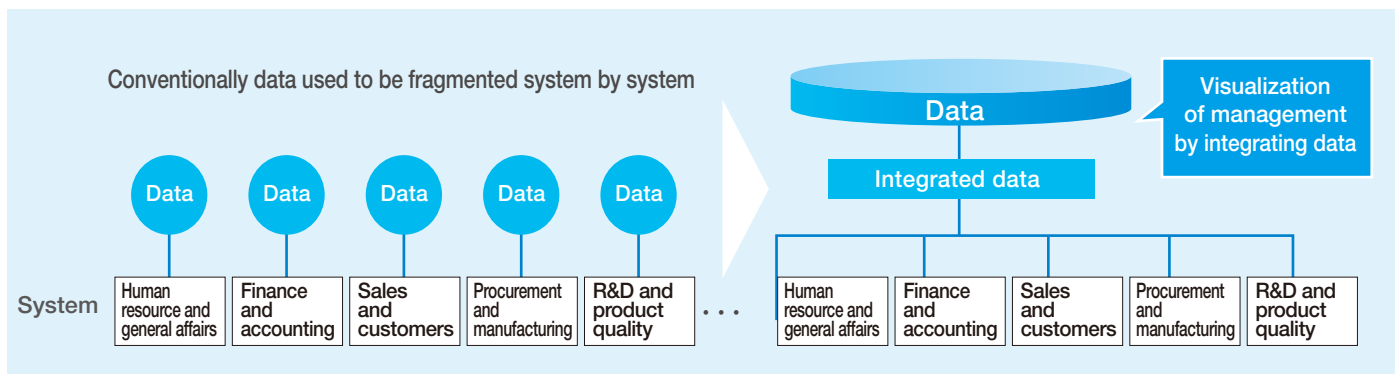 Conventionally data used to be fragmented system by system
Data
Data
Data
Data
Data
System
Human
resource and
general affairs
Finance
and
accounting
Sales
and
customers
Procurement
and
manufacturing
R&D and
product
quality
...
Data
Visualization
of management
by integrating data
Integrated data
Human
resource and
general affairs
Finance
and
accounting
Sales
and
customers
Procurement
and
manufacturing
R&D and
product
quality